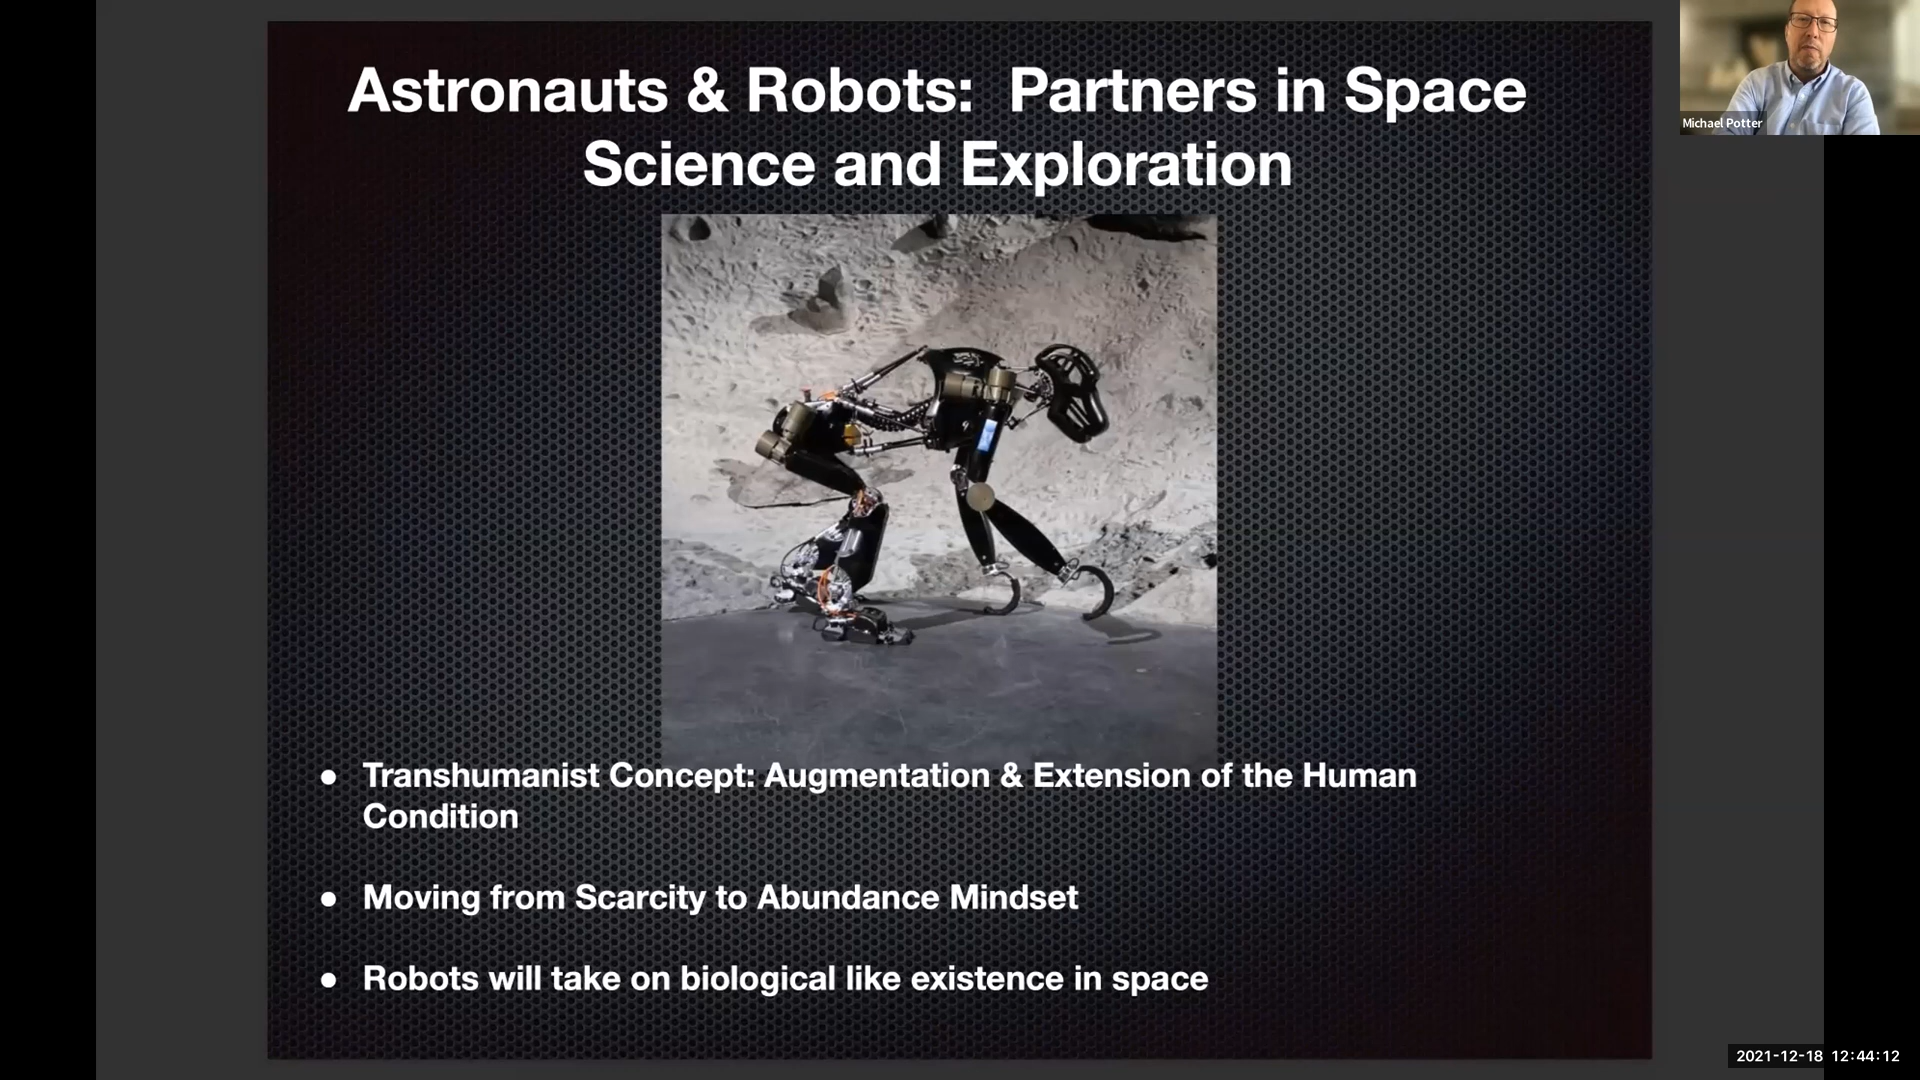 Astronauts & Robots:  Partners in Space
Science and Exploration
Michael Potter
● Transhumanist Concept: Augmentation & Extension of the Human
Condition
● Moving from Scarcity to Abundance Mindset
● Robots will take on biological like existence in space
2021-12-18 12:44:12